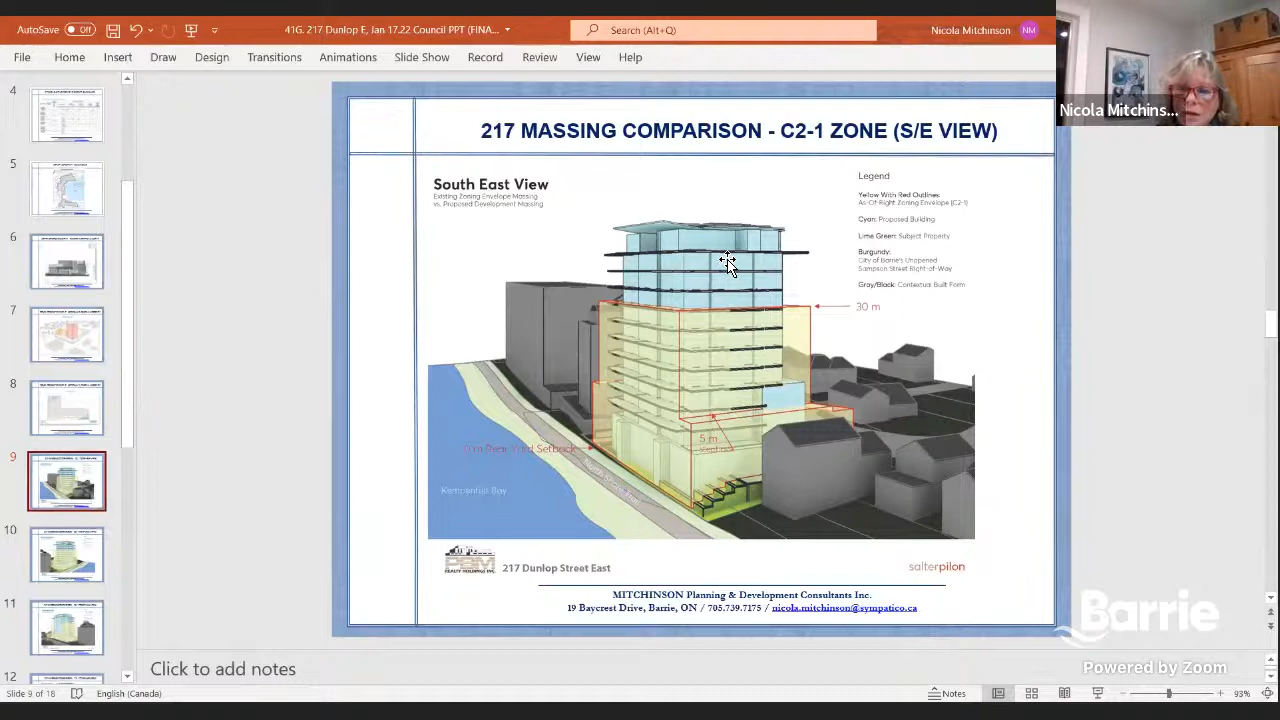 AutoSave Off 41G. 217 Dunlop E, Jan 17.22 Council PPT (FINA... Search (Alt+Q) Nicola Mitchinson NM
File Home Insert Draw Design Transitions Animations Slide Show Record Review View Help
Nicola Mitchins...
4
5
6
7
8
9
10
11
12
217 MASSING COMPARISON - C2-1 ZONE (S/E VIEW)
South East View
Existing Zoning Envelope Massing
vs. Proposed Development Massing
Legend
Yellow With Red Outlines:
As-Of-Right Zoning Envelope (C2-1)
Cyan: Proposed Building
Lime Green: Subject Property
Burgundy:
City of Barrie's Unopened
Sampson Street Right-of-Way
Gray/Black: Contextual Built Form
30 m
5 m
Rear Yard Setback
Kempenfelt Bay
REALTY HOLDINGS INC.
217 Dunlop Street East
salterpilon
MITCHINSON Planning & Development Consultants Inc.
19 Baycrest Drive, Barrie, ON / 705.739.7175 / nicola.mitchinson@sympatico.ca
Barrie
Powered by Zoom
Click to add notes
Slide 9 of 18 English (Canada) Notes 93%